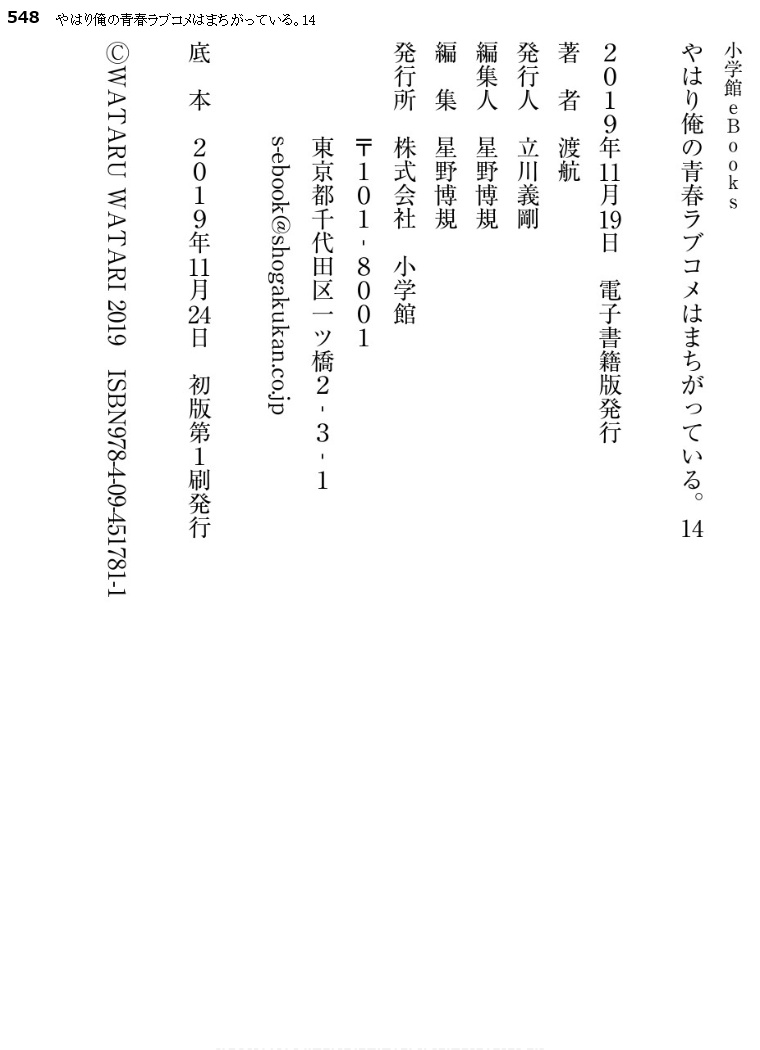 548 やはり俺の青春ラブコメはまちがっている。14
小学館eBooks
やはり俺の青春ラブコメはまちがっている。14
２０１９年11月19日　電子書籍版発行
著　者　渡航
発行人　立川義剛
編集人　星野博規
編　集　星野博規
発行所　株式会社　小学館
〒１０１-８００１
東京都千代田区一ツ橋２-３-１
s-ebook@shogakukan.co.jp
底　本　２０１９年11月24日　初版第１刷発行
ⒸWATARU WATARI 2019　ISBN978-4-09-451781-1